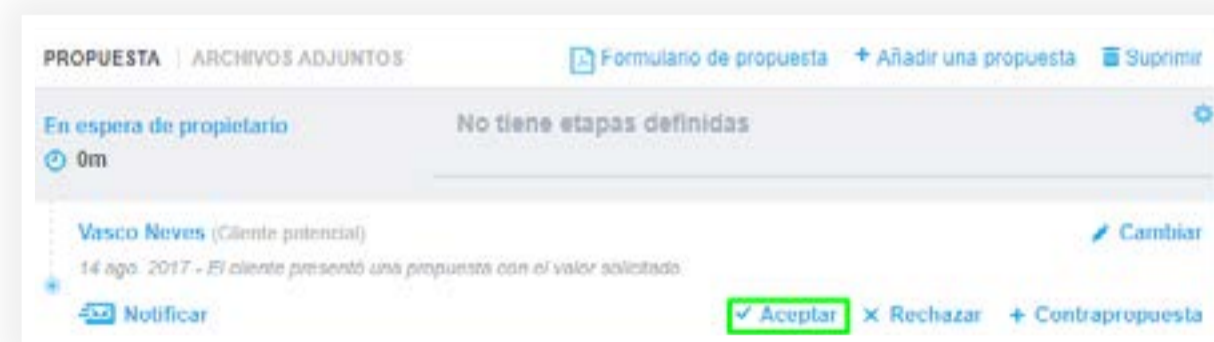 PROPUESTA | ARCHIVOS ADJUNTOS Formulario de propuesta + Añadir una propuesta Suprimir
En espera de propietario No tiene etapas definidas
0m
Vasco Neves (Cliente potencial) Cambiar
14 ago. 2017 - El cliente presentó una propuesta con el valor solicitado.
Notificar ✓ Aceptar × Rechazar + Contrapropuesta